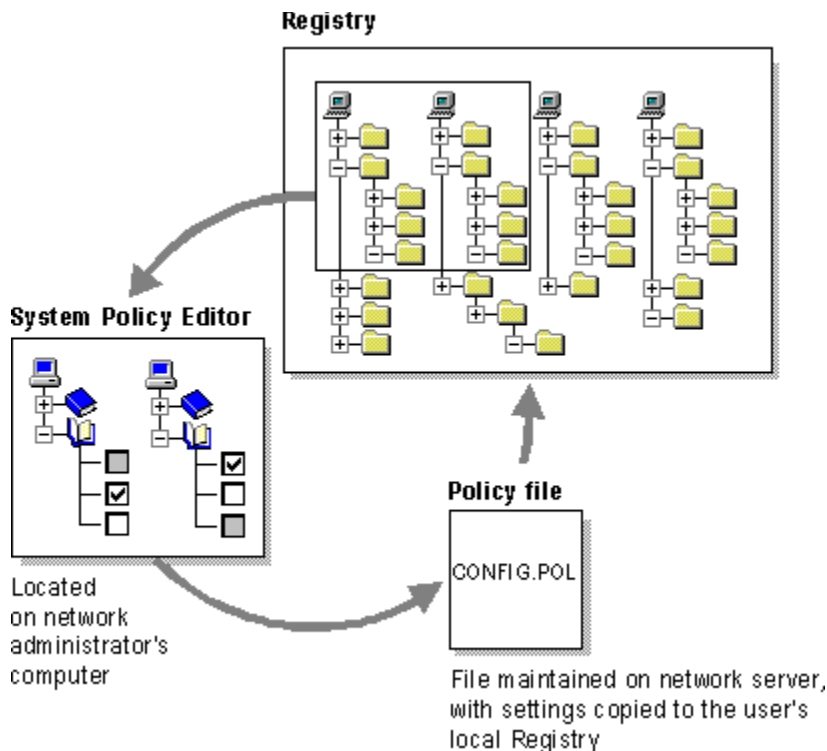 Registry
System Policy Editor
Located
on network
administrator's
computer
Policy file
CONFIG.POL
File maintained on network server,
with settings copied to the user's
local Registry